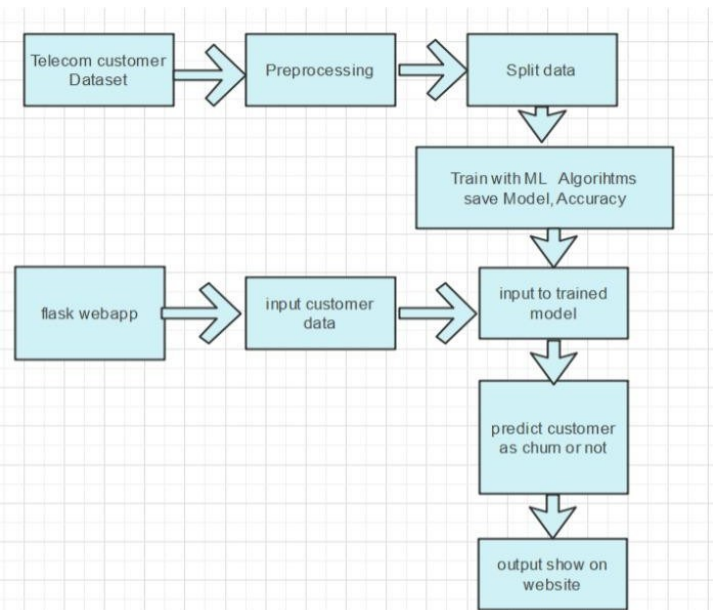 Telecom customer
Dataset
Preprocessing
Split data
Train with ML Algorihtms
save Model, Accuracy
flask webapp
input customer
data
input to trained
model
predict customer
as churn or not
output show on
website